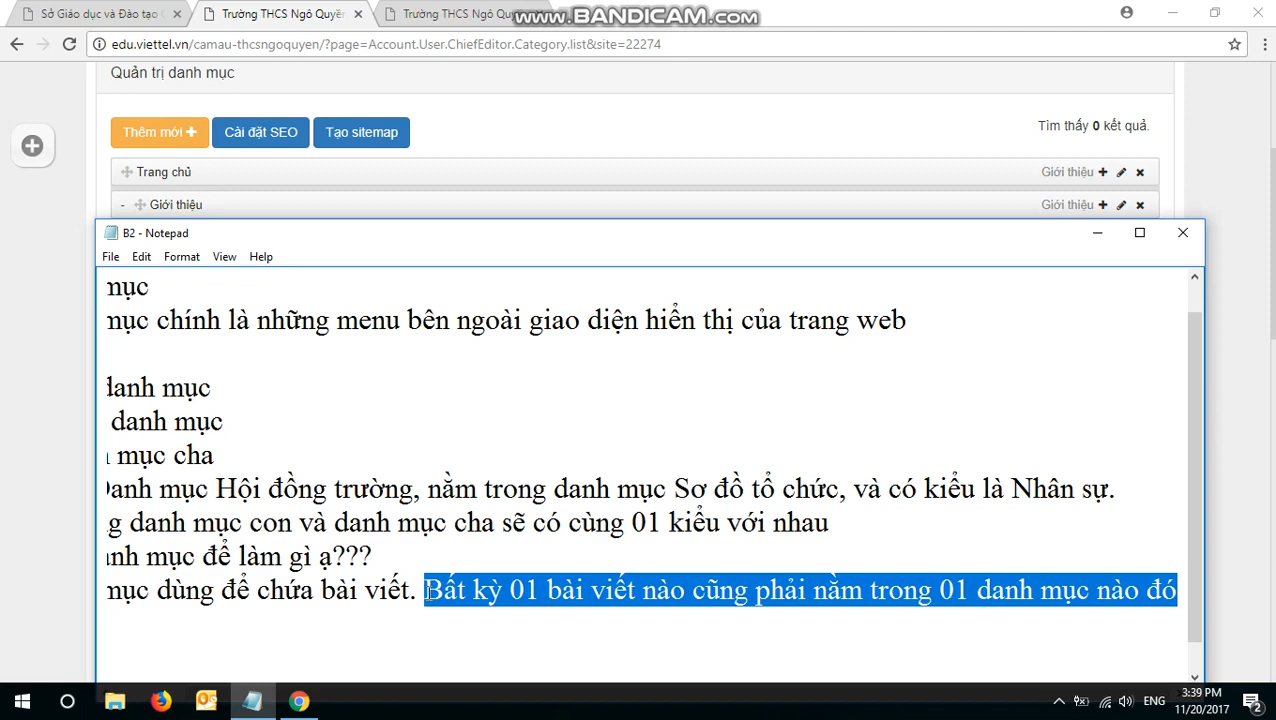 Sở Giáo dục và Đào tạo
Trường THCS Ngô Quyền
Trường THCS Ngô Qu
www.BANDICAM.com
edu.viettel.vn/camau-thcsngoquyen/?page=Account.User.ChiefEditor.Category.list&site=22274
Quản trị danh mục
Thêm mới
Cài đặt SEO
Tạo sitemap
Tìm thấy 0 kết quả.
Trang chủ
Giới thiệu
- Giới thiệu
Giới thiệu
B2 - Notepad
File Edit Format View Help
mục
mục chính là những menu bên ngoài giao diện hiển thị của trang web
danh mục
danh mục
mục cha
Danh mục Hội đồng trường, nằm trong danh mục Sơ đồ tổ chức, và có kiểu là Nhân sự.
g danh mục con và danh mục cha sẽ có cùng 01 kiểu với nhau
anh mục để làm gì ạ???
mục dùng để chứa bài viết. Bất kỳ 01 bài viết nào cũng phải nằm trong 01 danh mục nào đó
ENG
3:39 PM
11/20/2017
2